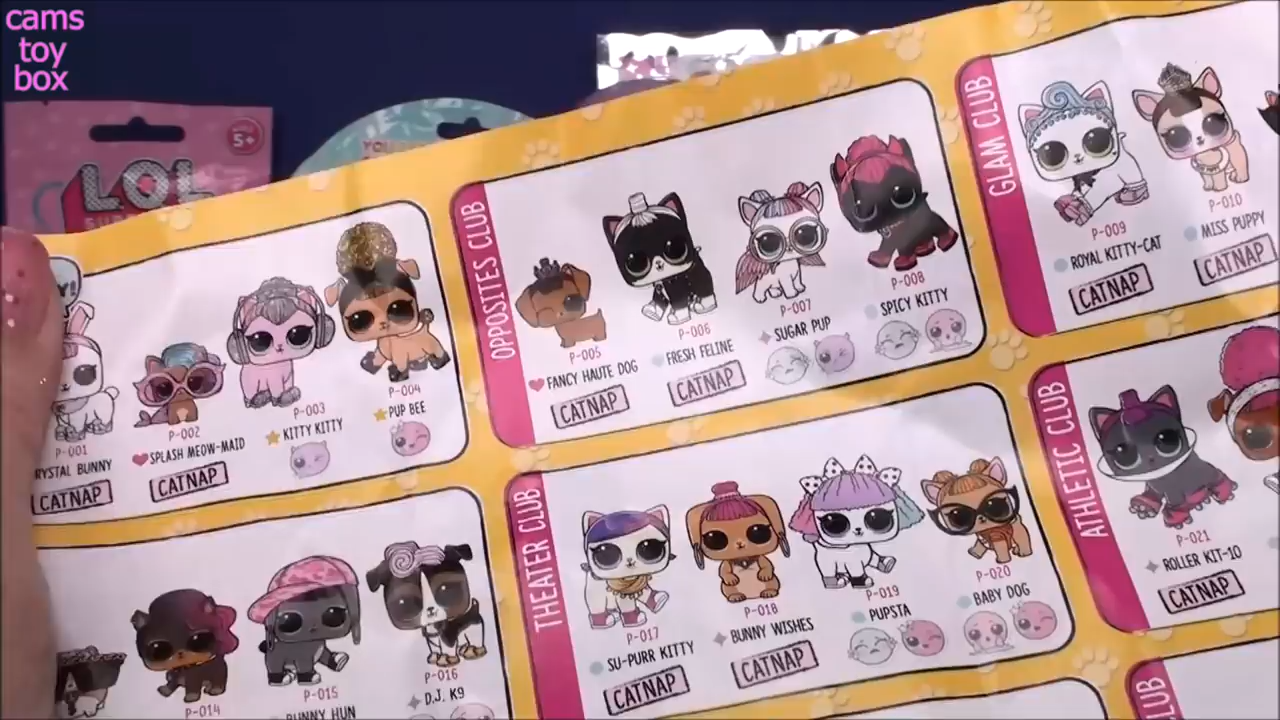 cams
toy
box
5+
LOL
P-001
CATNAP
P-002
SPLASH MEOW-MAID
CATNAP
P-003
KITTY KITTY
P-004
PUP BEE
OPPOSITES CLUB
P-005
FANCY HAUTE DOG
CATNAP
P-006
FRESH FELINE
CATNAP
P-007
SUGAR PUP
P-008
SPICY KITTY
GLAM CLUB
P-009
ROYAL KITTY-CAT
CATNAP
P-010
MISS PUPPY
CATNAP
P-014
P-015
BUNNY HUN
P-016
D.J. K9
THEATER CLUB
P-017
SU-PURR KITTY
CATNAP
P-018
BUNNY WISHES
CATNAP
P-019
PUPSTA
P-020
BABY DOG
ATHLETIC CLUB
P-021
ROLLER KIT-10
CATNAP